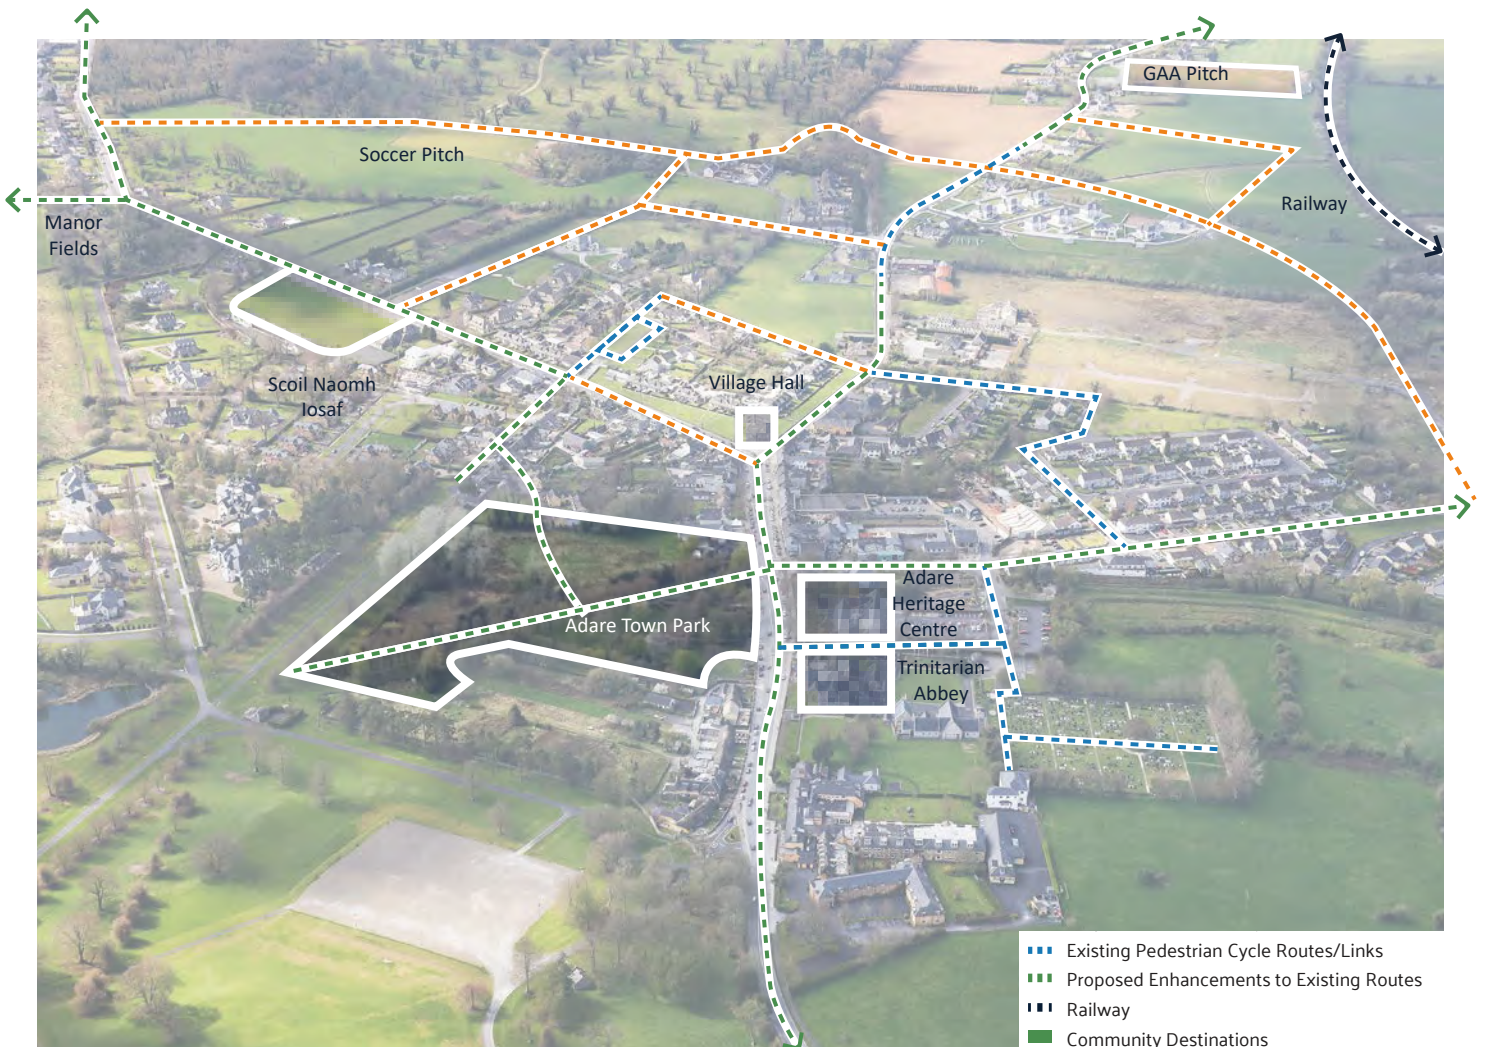 GAA Pitch
Soccer Pitch
Railway
Manor
Fields
Scoil Naomh
Iosaf
Village Hall
Adare
Heritage
Centre
Adare Town Park
Trinitarian
Abbey
Existing Pedestrian Cycle Routes/Links
Proposed Enhancements to Existing Routes
Railway
Community Destinations